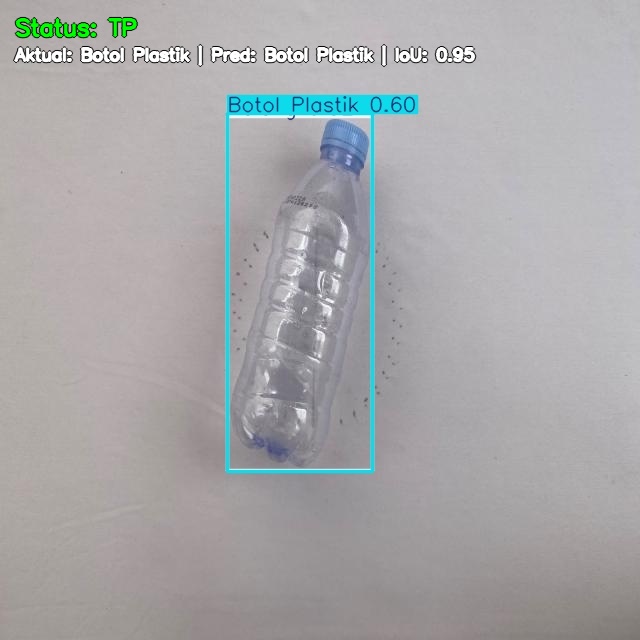 Status: TP
Aktual: Botol Plastik | Pred: Botol Plastik | IoU: 0.95
Botol Plastik 0.60